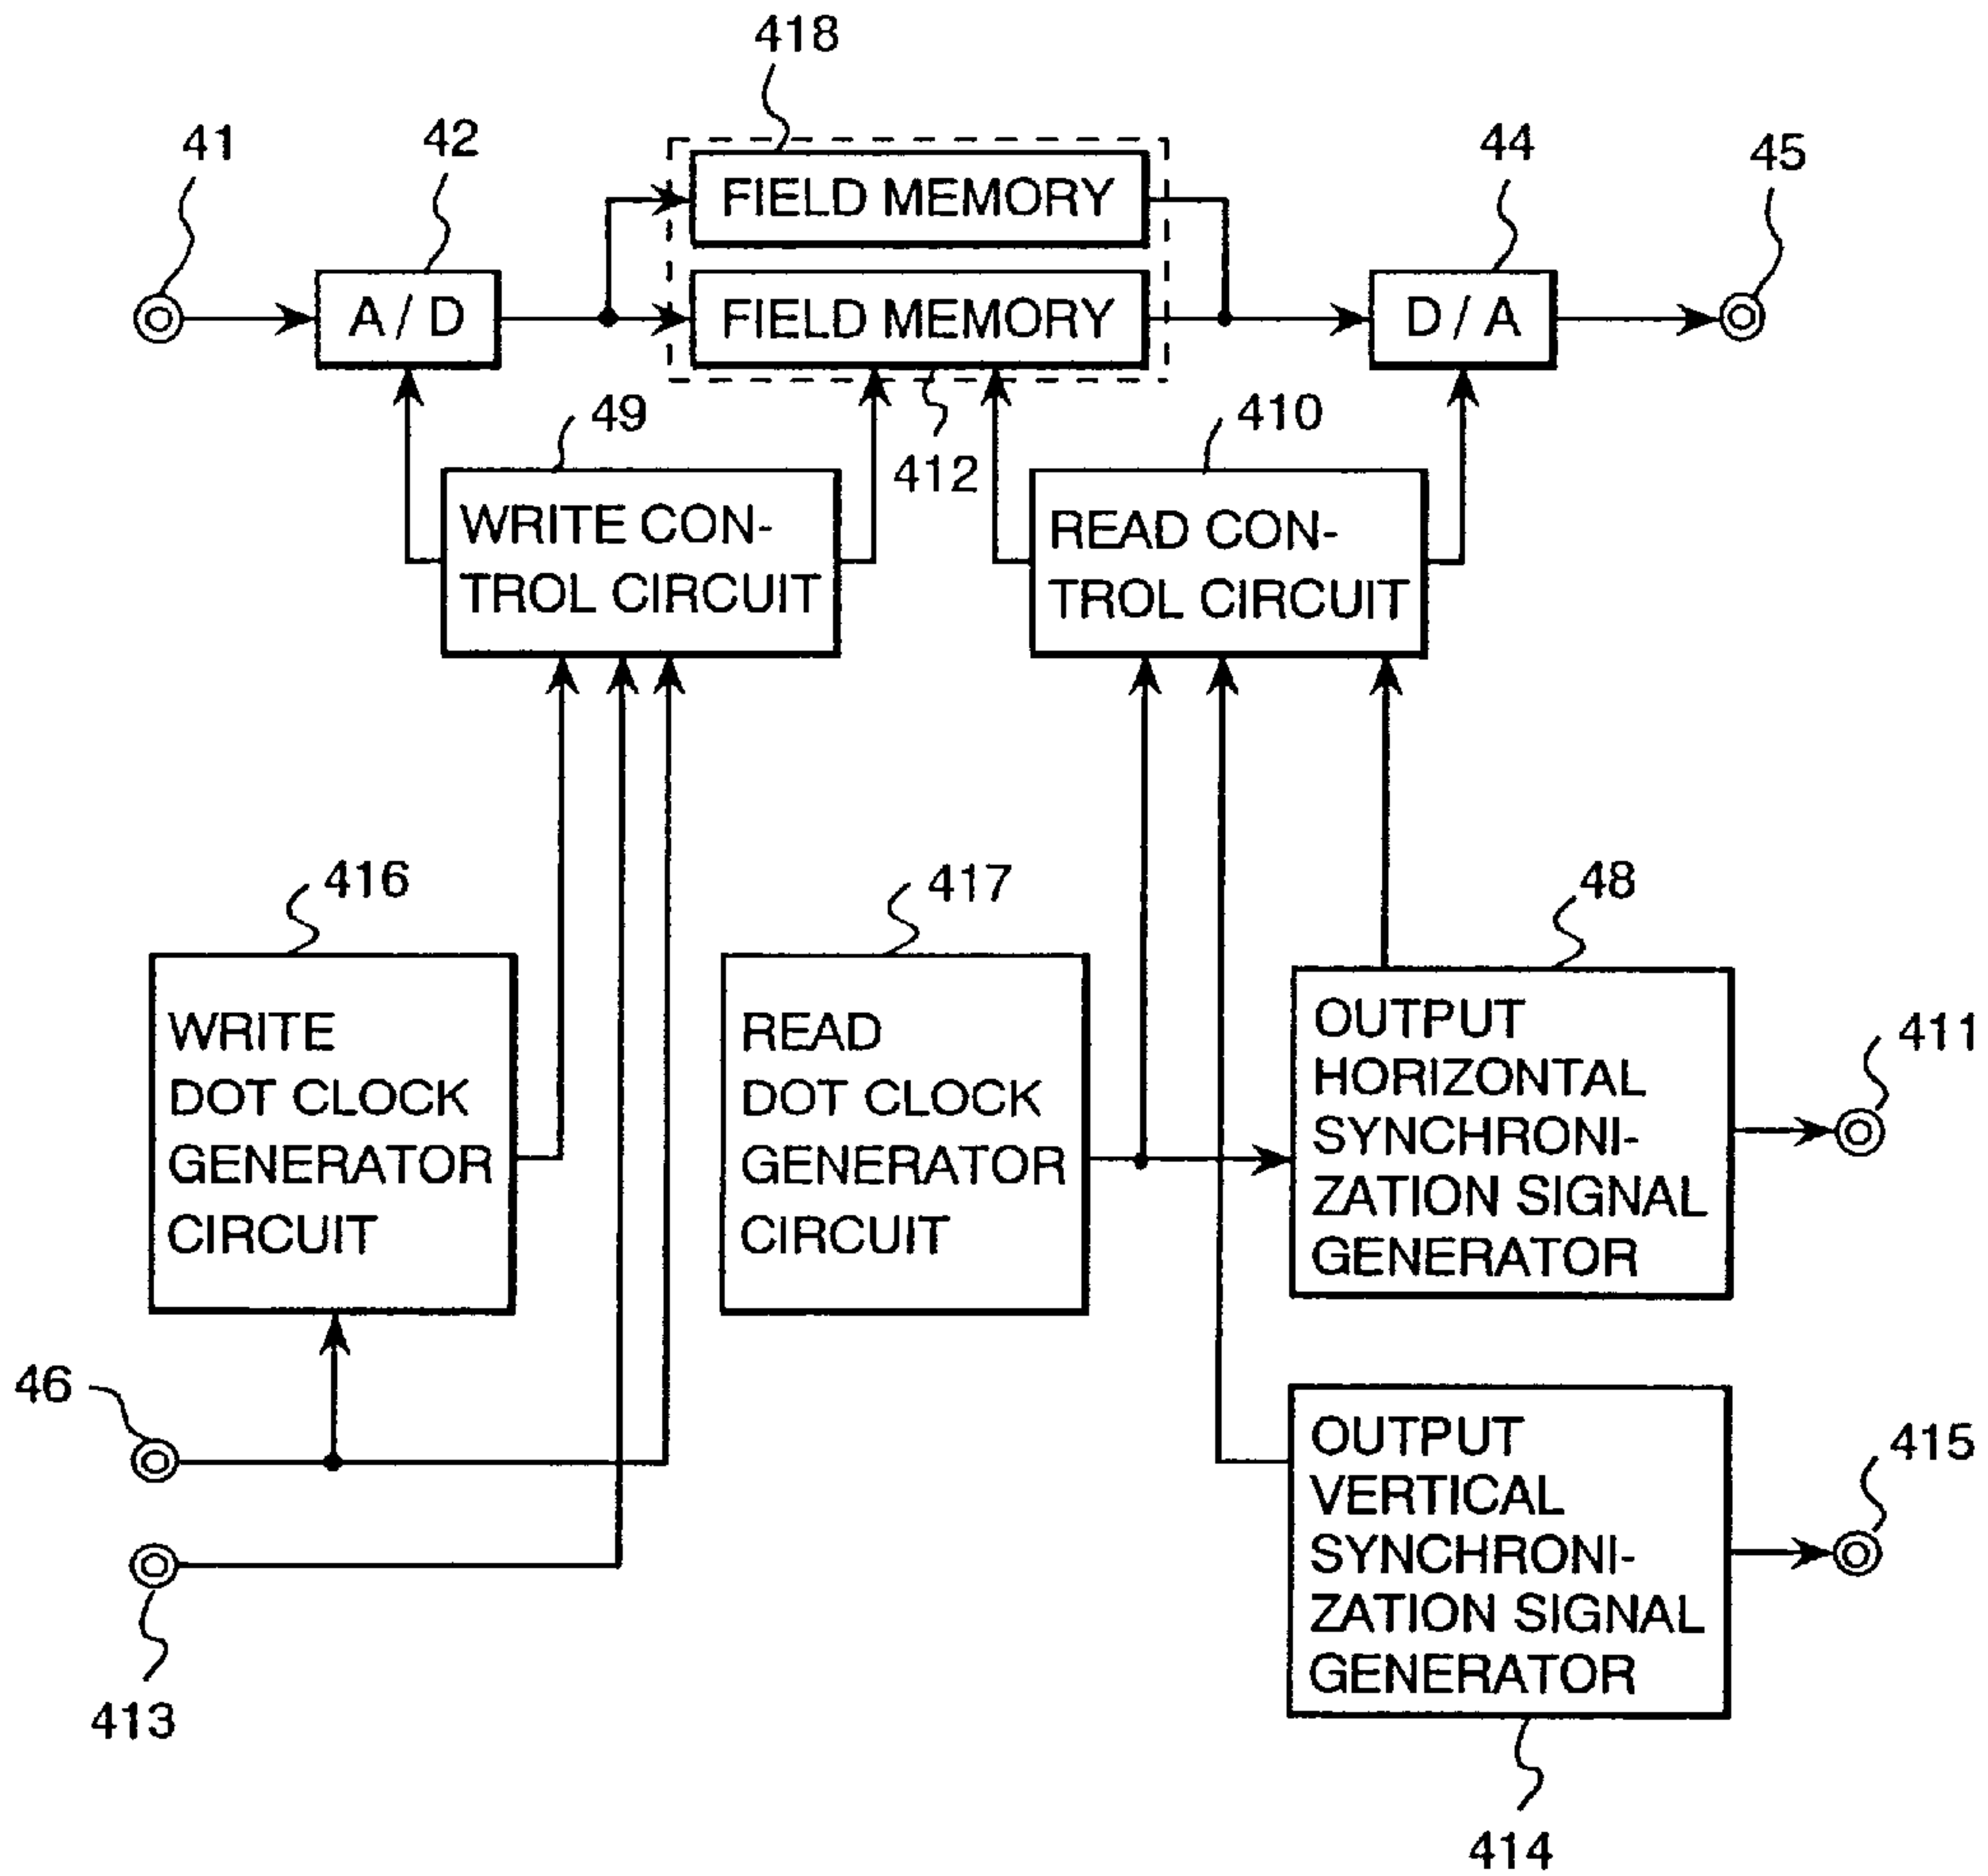 418
41
42
44
45
FIELD MEMORY
A/D
FIELD MEMORY
D/A
49
412
410
WRITE CON-
TROL CIRCUIT
READ CON-
TROL CIRCUIT
416
417
48
WRITE
DOT CLOCK
GENERATOR
CIRCUIT
READ
DOT CLOCK
GENERATOR
CIRCUIT
OUTPUT
HORIZONTAL
SYNCHRONI-
ZATION SIGNAL
GENERATOR
411
46
413
OUTPUT
VERTICAL
SYNCHRONI-
ZATION SIGNAL
GENERATOR
415
414